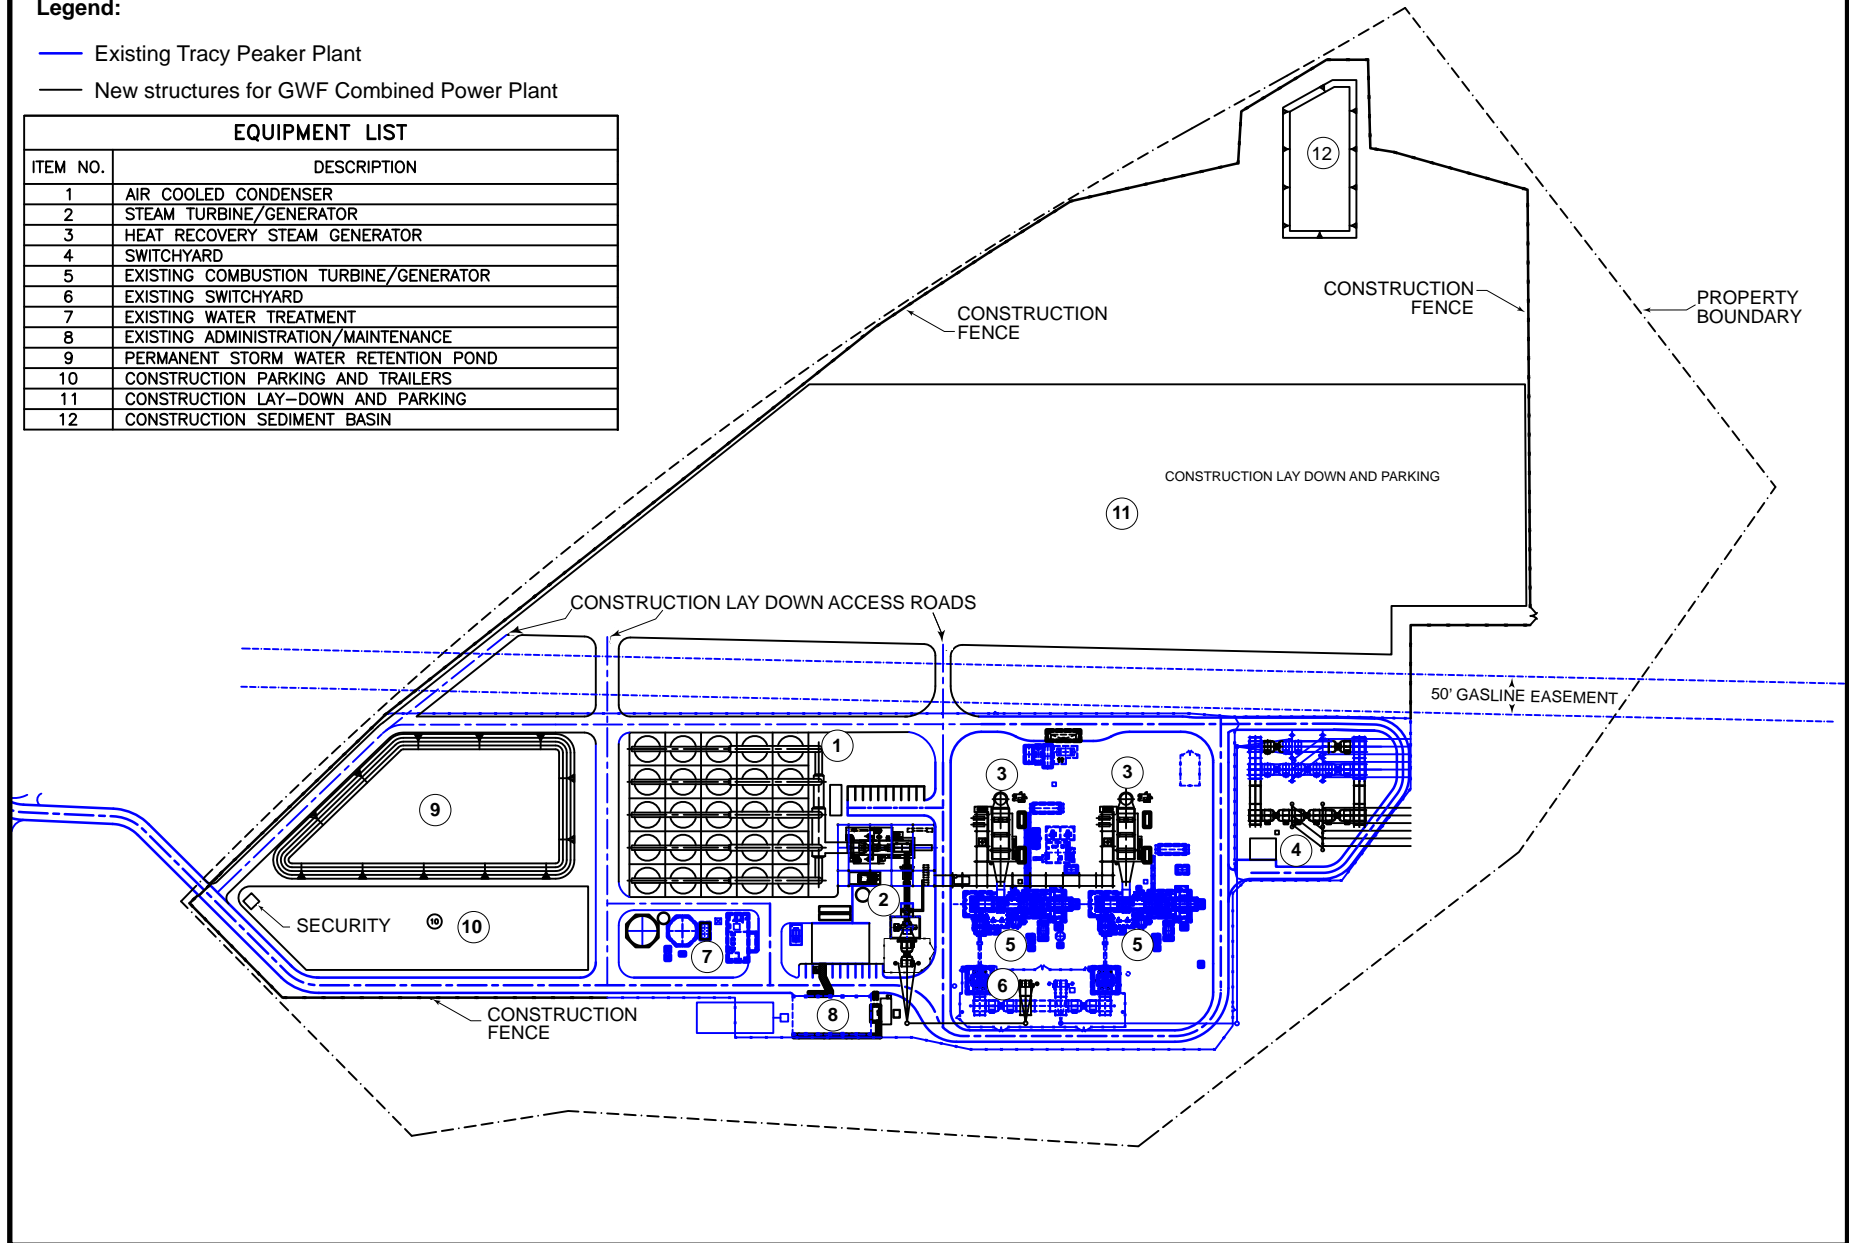 Legend:
Existing Tracy Peaker Plant
New structures for GWF Combined Power Plant
EQUIPMENT LIST
ITEM NO. DESCRIPTION
1 AIR COOLED CONDENSER
2 STEAM TURBINE/GENERATOR
3 HEAT RECOVERY STEAM GENERATOR
4 SWITCHYARD
5 EXISTING COMBUSTION TURBINE/GENERATOR
6 EXISTING SWITCHYARD
7 EXISTING WATER TREATMENT
8 EXISTING ADMINISTRATION/MAINTENANCE
9 PERMANENT STORM WATER RETENTION POND
10 CONSTRUCTION PARKING AND TRAILERS
11 CONSTRUCTION LAY-DOWN AND PARKING
12 CONSTRUCTION SEDIMENT BASIN
12
CONSTRUCTION
FENCE
CONSTRUCTION
FENCE
PROPERTY
BOUNDARY
CONSTRUCTION LAY DOWN AND PARKING
11
CONSTRUCTION LAY DOWN ACCESS ROADS
50' GASLINE EASEMENT
1
3
3
9
4
2
SECURITY
10
10
7
5
5
6
8
CONSTRUCTION
FENCE